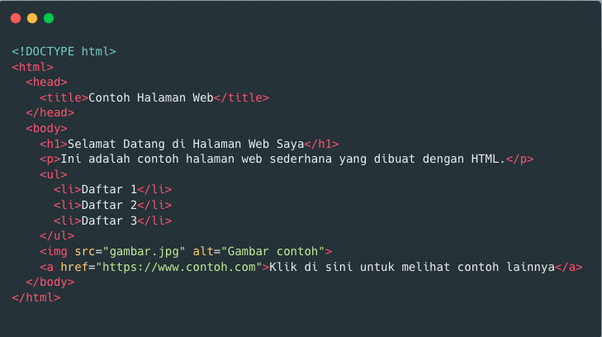 <!DOCTYPE html>
<html>
  <head>
    <title>Contoh Halaman Web</title>
  </head>
  <body>
    <h1>Selamat Datang di Halaman Web Saya</h1>
    <p>Ini adalah contoh halaman web sederhana yang dibuat dengan HTML.</p>
    <ul>
      <li>Daftar 1</li>
      <li>Daftar 2</li>
      <li>Daftar 3</li>
    </ul>
    <img src="gambar.jpg" alt="Gambar contoh">
    <a href="https://www.contoh.com">Klik di sini untuk melihat contoh lainnya</a>
  </body>
</html>